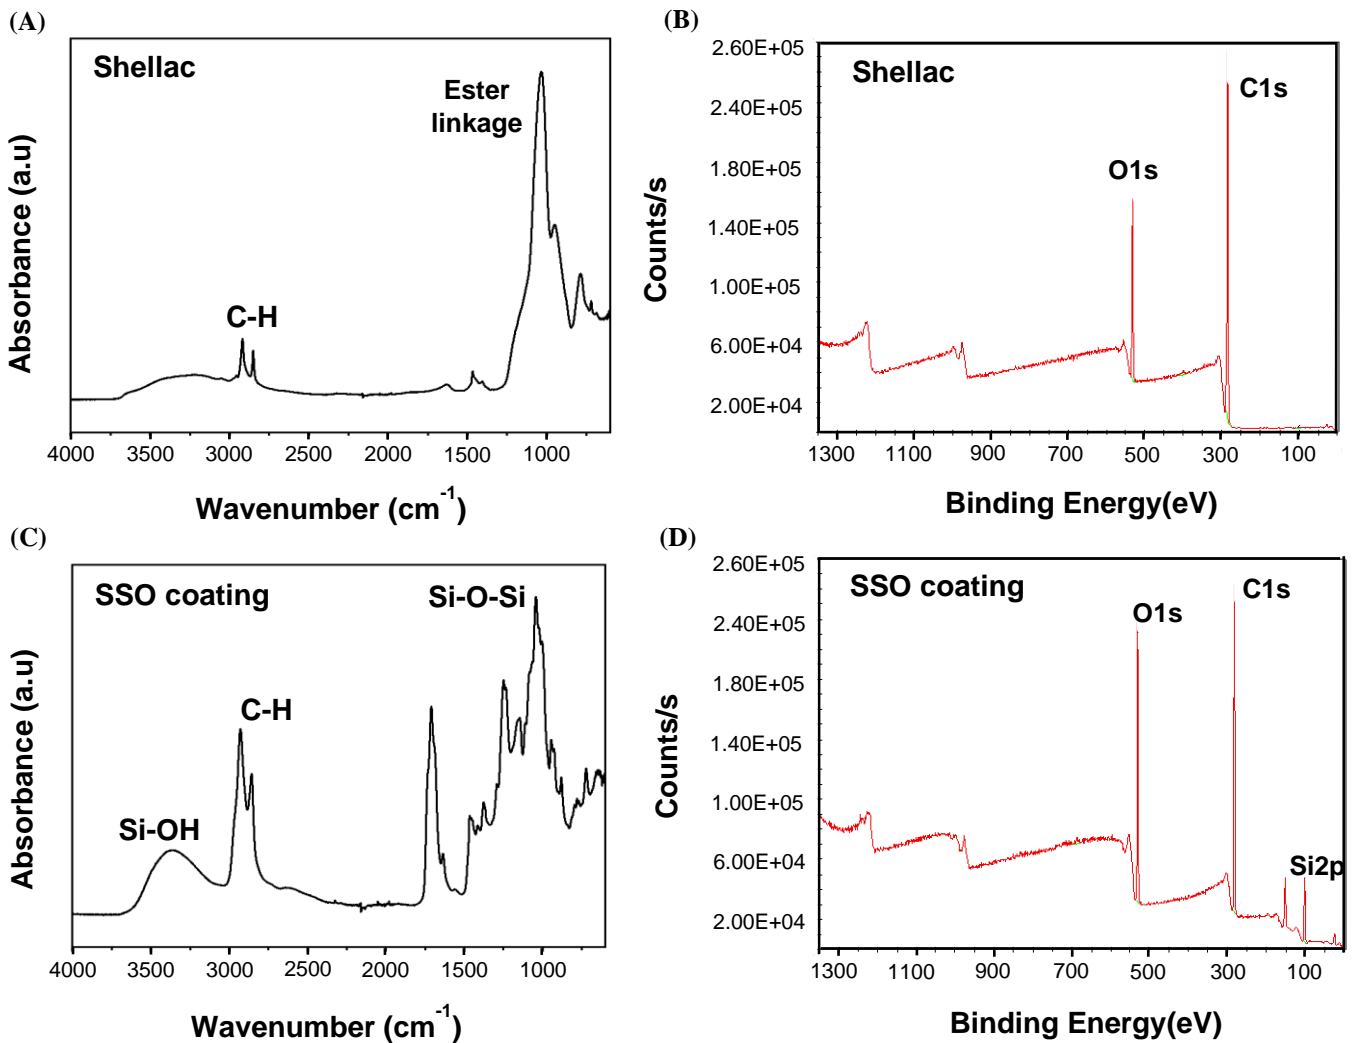 (A)
Shellac
Ester
linkage
C-H
Absorbance (a.u)
4000 3500 3000 2500 2000 1500 1000
Wavenumber (cm-1)
(B)
2.60E+05
2.40E+05
1.80E+05
1.40E+05
1.00E+05
6.00E+04
2.00E+04
Shellac
C1s
O1s
Counts/s
1300 1100 900 700 500 300 100
Binding Energy(eV)
(C)
SSO coating
Si-O-Si
C-H
Si-OH
Absorbance (a.u)
4000 3500 3000 2500 2000 1500 1000
Wavenumber (cm-1)
(D)
2.60E+05
2.40E+05
1.80E+05
1.40E+05
1.00E+05
6.00E+04
2.00E+04
SSO coating
C1s
O1s
Si2p
Counts/s
1300 1100 900 700 500 300 100
Binding Energy(eV)